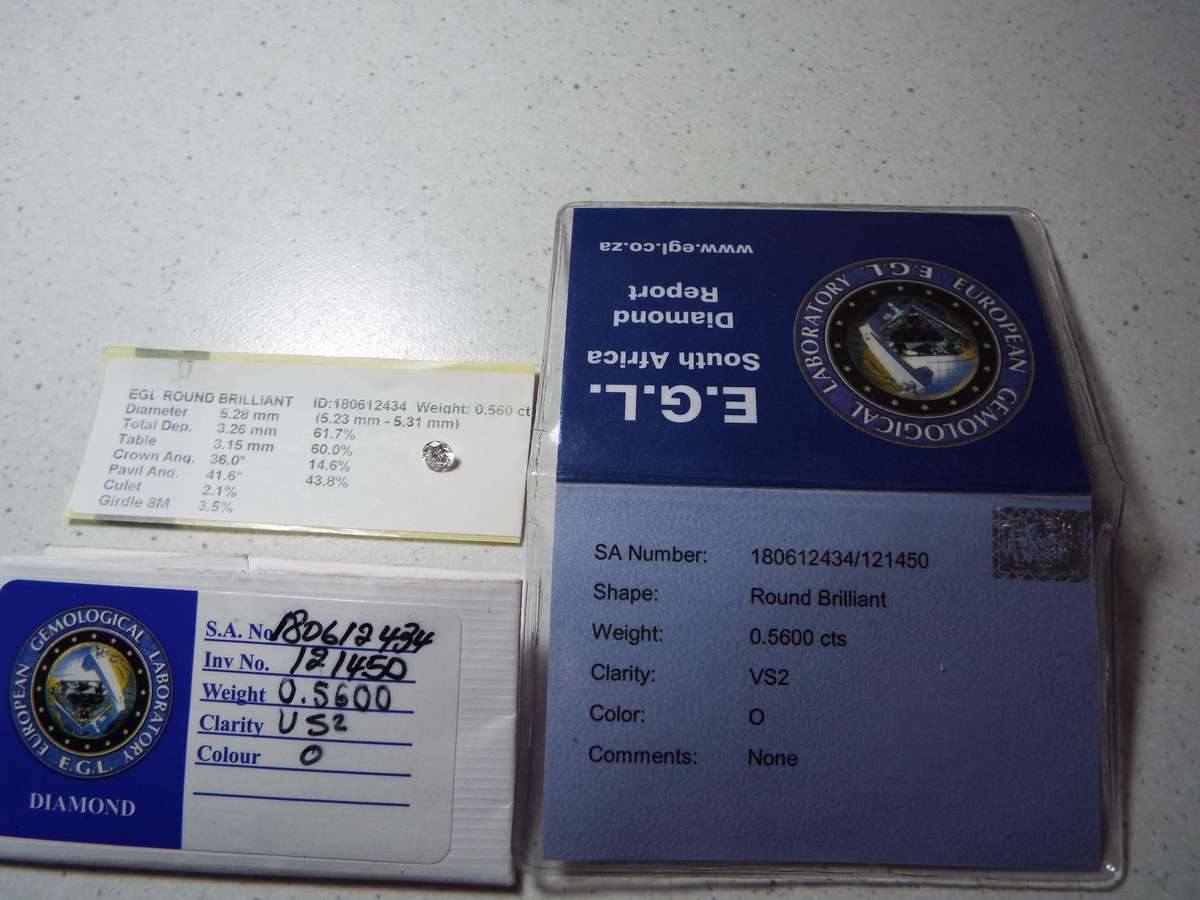 EGL ROUND BRILLIANT ID:180612434 Weight: 0.560 ct
Diameter 5.28 mm (5.23 mm - 5.31 mm)
Total Dep. 3.26 mm 61.7%
Table 3.15 mm 60.0%
Crown Ang. 36.0° 14.6%
Pavil Ang. 41.6° 43.8%
Culet 2.1%
Girdle 8M 3.5%
EUROPEAN GEMOLOGICAL LABORATORY
E.G.L.
DIAMOND
S.A. No 180612434
Inv No. 121450
Weight 0.5600
Clarity VS2
Colour O
E.G.L.
South Africa
Diamond
Report
www.egl.co.za
EUROPEAN GEMOLOGICAL LABORATORY
E.G.L.
SA Number: 180612434/121450
Shape: Round Brilliant
Weight: 0.5600 cts
Clarity: VS2
Color: O
Comments: None